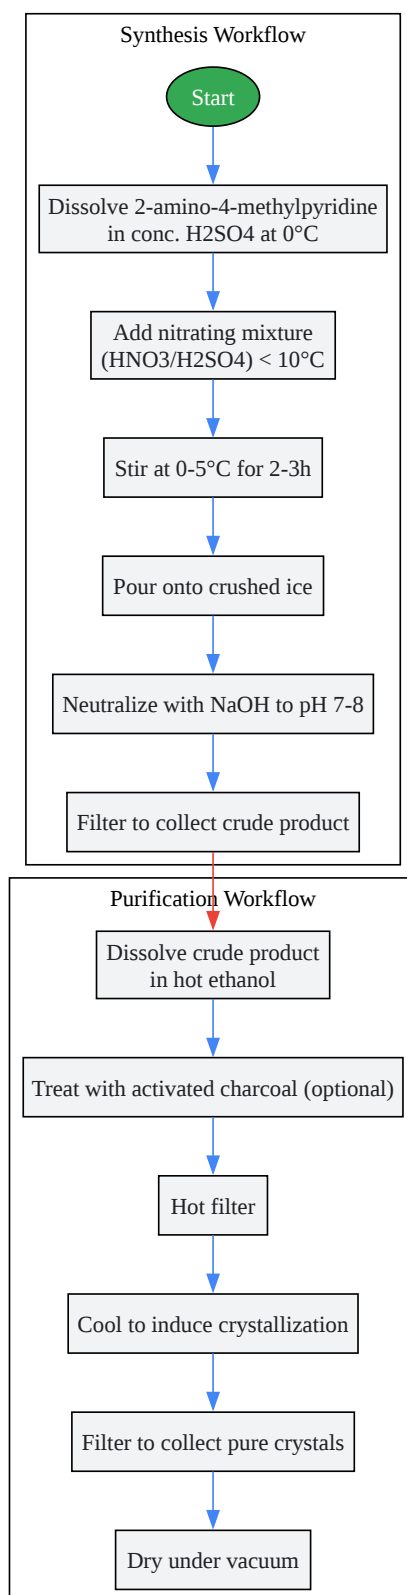 Synthesis Workflow
Start
Dissolve 2-amino-4-methylpyridine
in conc. H2SO4 at 0°C
Add nitrating mixture
(HNO3/H2SO4) < 10°C
Stir at 0-5°C for 2-3h
Pour onto crushed ice
Neutralize with NaOH to pH 7-8
Filter to collect crude product
Purification Workflow
Dissolve crude product
in hot ethanol
Treat with activated charcoal (optional)
Hot filter
Cool to induce crystallization
Filter to collect pure crystals
Dry under vacuum